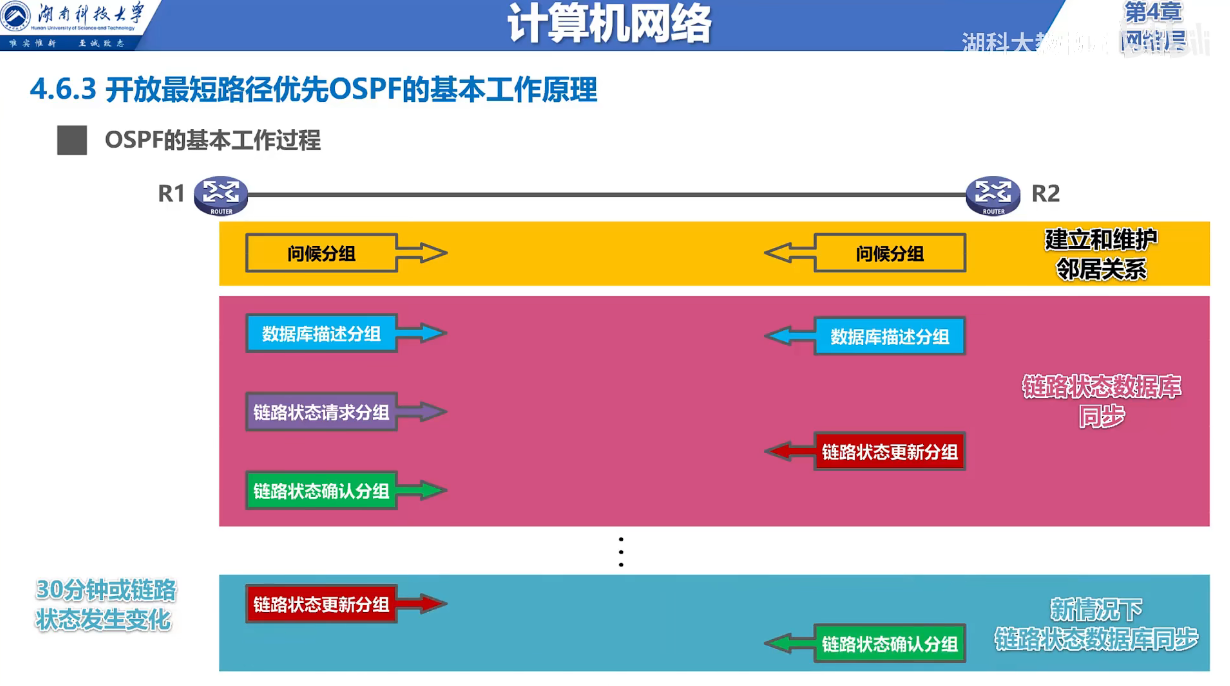 湖南科技大学
Hunan University of Science and Technology
唯实惟新 至诚致志
计算机网络
第4章
网络层
4.6.3 开放最短路径优先OSPF的基本工作原理
OSPF的基本工作过程
R1
ROUTER
ROUTER
R2
问候分组
问候分组
建立和维护
邻居关系
数据库描述分组
数据库描述分组
链路状态请求分组
链路状态数据库
同步
链路状态更新分组
链路状态确认分组
30分钟或链路
状态发生变化
链路状态更新分组
新情况下
链路状态数据库同步
链路状态确认分组